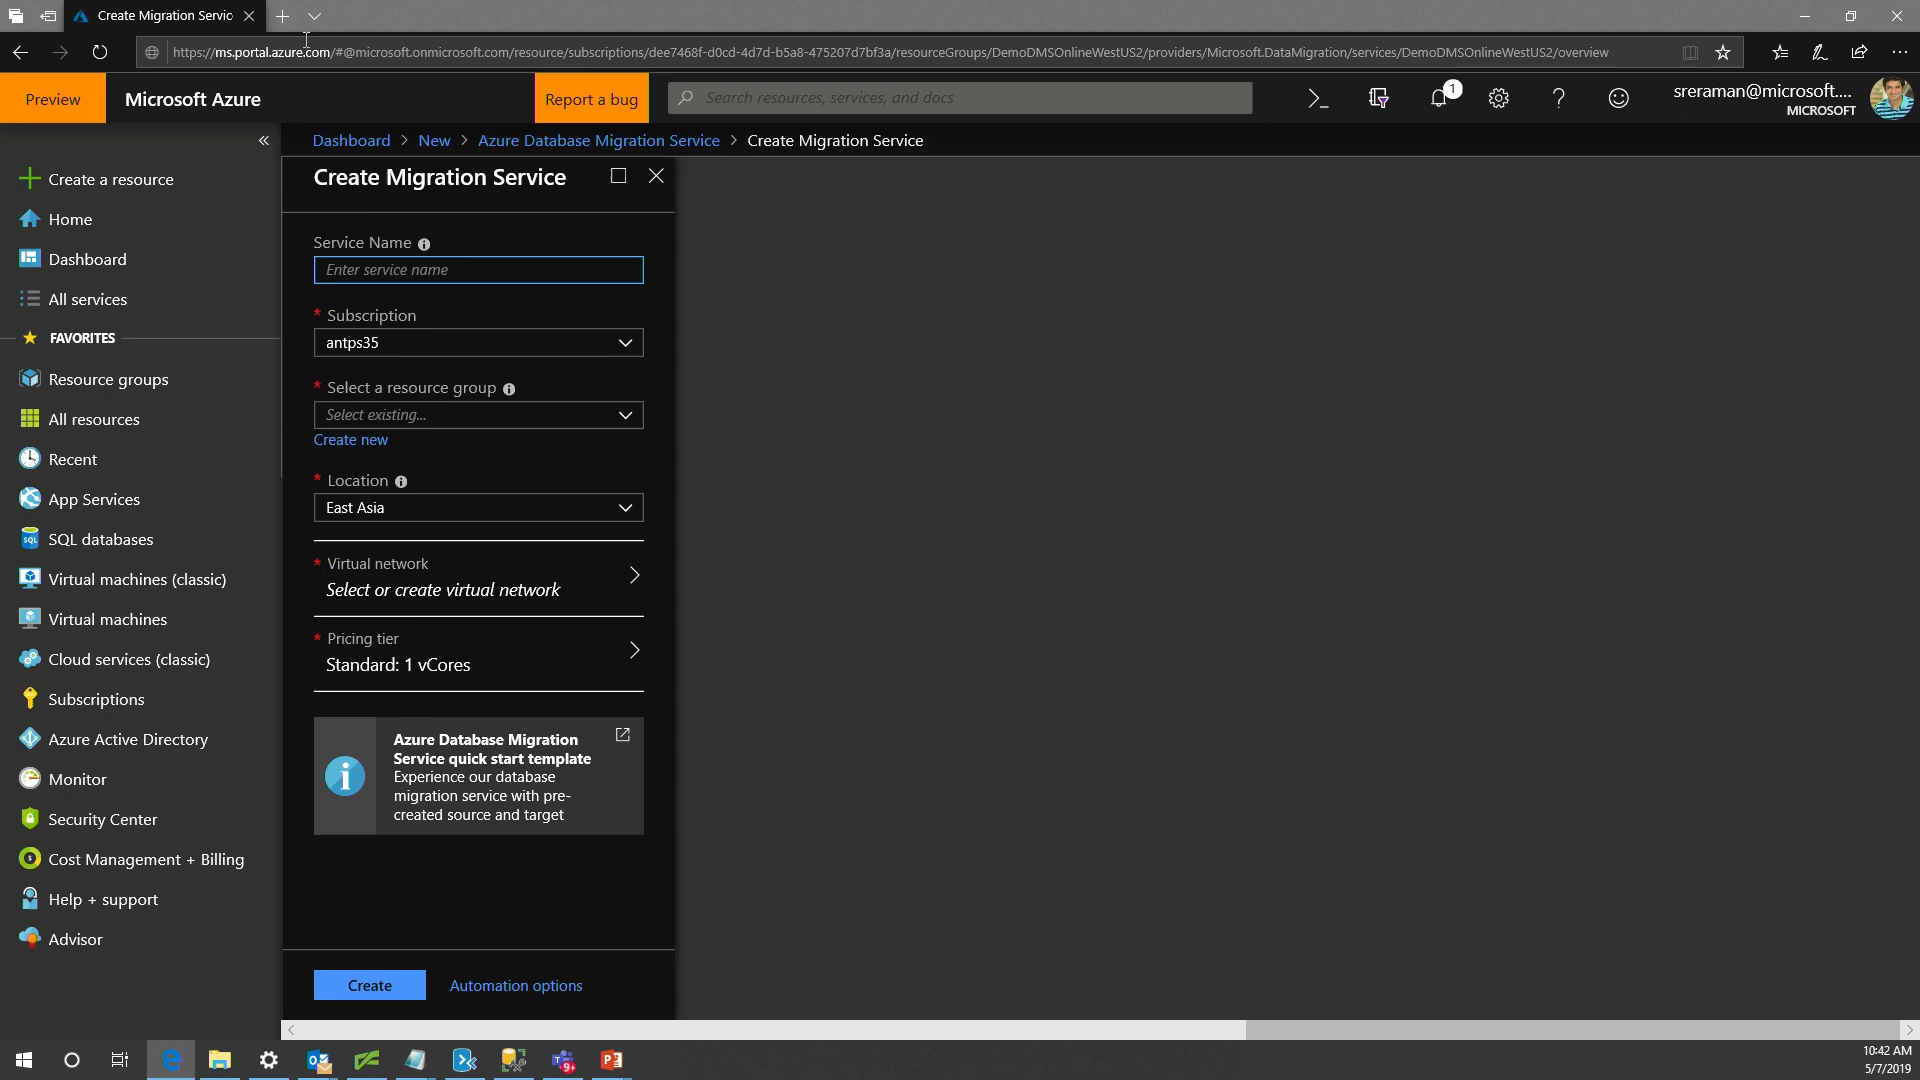 Create Migration Servic
https://ms.portal.azure.com/#@microsoft.onmicrosoft.com/resource/subscriptions/dee7468f-d0cd-4d7d-b5a8-475207d7bf3a/resourceGroups/DemoDMSOnlineWestUS2/providers/Microsoft.DataMigration/services/DemoDMSOnlineWestUS2/overview
Preview
Microsoft Azure
Report a bug
Search resources, services, and docs
1
sreraman@microsoft....
MICROSOFT
Dashboard > New > Azure Database Migration Service > Create Migration Service
Create a resource
Home
Dashboard
All services
FAVORITES
Resource groups
All resources
Recent
App Services
SQL databases
Virtual machines (classic)
Virtual machines
Cloud services (classic)
Subscriptions
Azure Active Directory
Monitor
Security Center
Cost Management + Billing
Help + support
Advisor
Create Migration Service
Service Name
Enter service name
* Subscription
antps35
* Select a resource group
Select existing...
Create new
* Location
East Asia
* Virtual network
Select or create virtual network
* Pricing tier
Standard: 1 vCores
Azure Database Migration
Service quick start template
Experience our database
migration service with pre-
created source and target
Create
Automation options
10:42 AM
5/7/2019